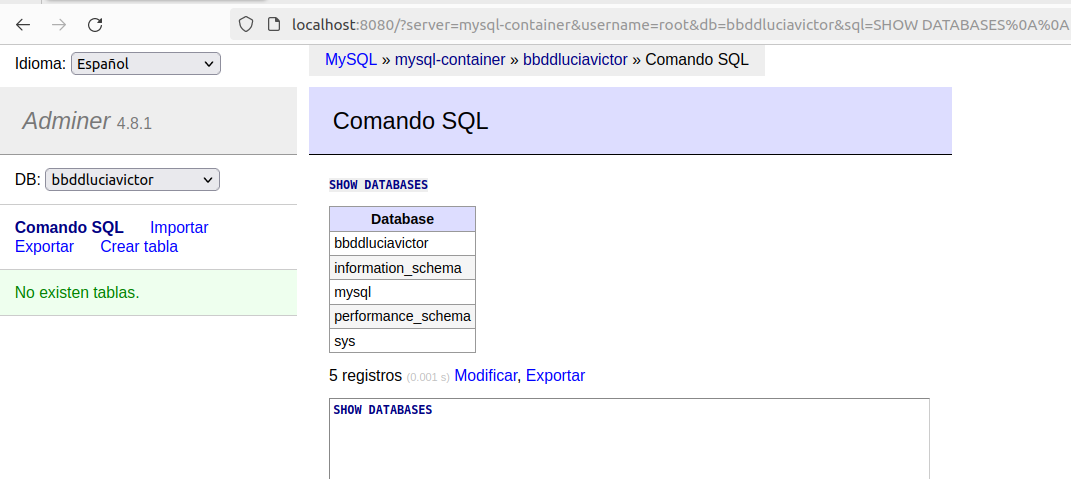 localhost:8080/?server=mysql-container&username=root&db=bbddluciavictor&sql=SHOW DATABASES%0A%0A
Idioma: Español
MySQL » mysql-container » bbddluciavictor » Comando SQL
Adminer 4.8.1
Comando SQL
DB: bbddluciavictor
Comando SQL Importar
Exportar Crear tabla
No existen tablas.
SHOW DATABASES
Database
bbddluciavictor
information_schema
mysql
performance_schema
sys
5 registros (0.001 s) Modificar, Exportar
SHOW DATABASES